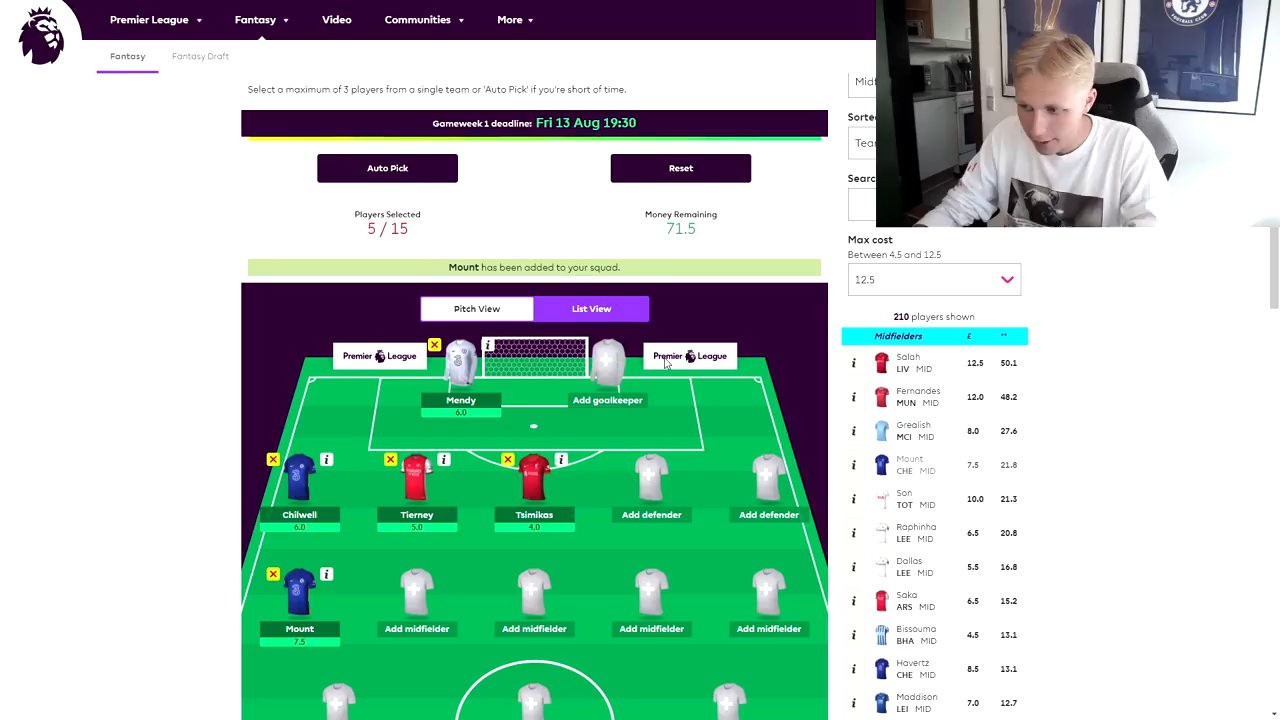 Premier League
Fantasy
Video
Communities
More
Fantasy
Fantasy Draft
Select a maximum of 3 players from a single team or 'Auto Pick' if you're short of time.
Gameweek 1 deadline: Fri 13 Aug 19:30
Auto Pick
Reset
Players Selected
5 / 15
Money Remaining
71.5
Mount has been added to your squad.
Pitch View
List View
Premier League
Premier League
Mendy
6.0
Add goalkeeper
Chilwell
6.0
Tierney
5.0
Tsimikas
4.0
Add defender
Add defender
Mount
7.5
Add midfielder
Add midfielder
Add midfielder
Add midfielder
Max cost
Between 4.5 and 12.5
12.5
210 players shown
Midfielders £ **
Salah 12.5 50.1
LIV MID
Fernandes 12.0 48.2
MUN MID
Grealish 8.0 27.6
MCI MID
Mount 7.5 21.8
CHE MID
Son 10.0 21.3
TOT MID
Raphinha 6.5 20.8
LEE MID
Dallas 5.5 16.8
LEE MID
Saka 6.5 15.2
ARS MID
Bissouma 4.5 13.1
BHA MID
Havertz 8.5 13.1
CHE MID
Maddison 7.0 12.7
LEI MID